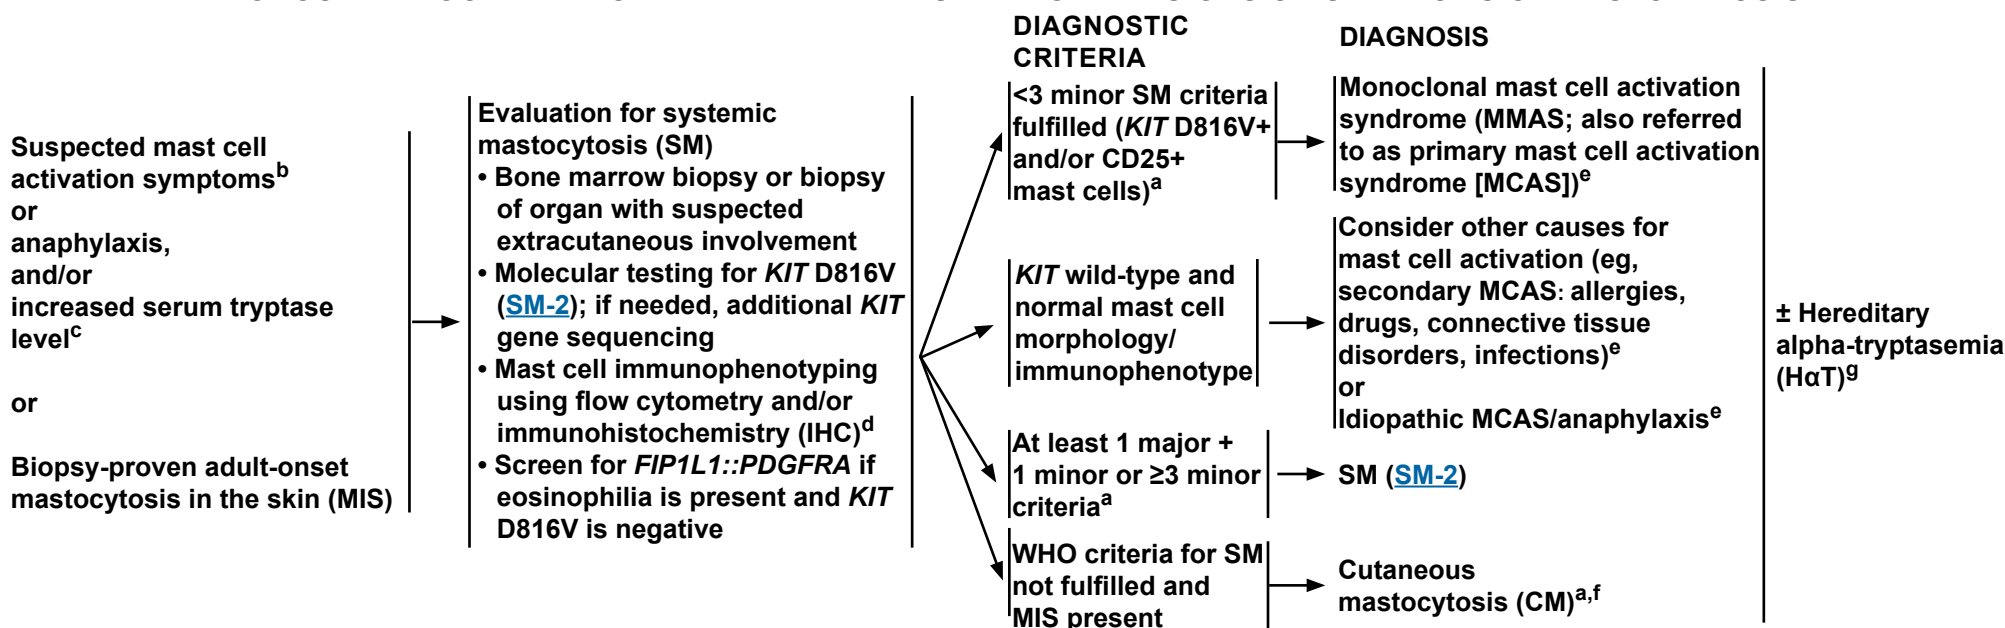 DIAGNOSTIC
CRITERIA
DIAGNOSIS
Suspected mast cell
activation symptomsᵇ
or
anaphylaxis,
and/or
increased serum tryptase
levelᶜ
or
Biopsy-proven adult-onset
mastocytosis in the skin (MIS)
Evaluation for systemic
mastocytosis (SM)
• Bone marrow biopsy or biopsy
of organ with suspected
extracutaneous involvement
• Molecular testing for KIT D816V
(SM-2); if needed, additional KIT
gene sequencing
• Mast cell immunophenotyping
using flow cytometry and/or
immunohistochemistry (IHC)ᵈ
• Screen for FIP1L1::PDGFRA if
eosinophilia is present and KIT
D816V is negative
<3 minor SM criteria
fulfilled (KIT D816V+
and/or CD25+
mast cells)ᵃ
Monoclonal mast cell activation
syndrome (MMAS; also referred
to as primary mast cell activation
syndrome [MCAS])ᵉ
KIT wild-type and
normal mast cell
morphology/
immunophenotype
Consider other causes for
mast cell activation (eg,
secondary MCAS: allergies,
drugs, connective tissue
disorders, infections)ᵉ
or
Idiopathic MCAS/anaphylaxisᵉ
At least 1 major +
1 minor or ≥3 minor
criteriaᵃ
SM (SM-2)
WHO criteria for SM
not fulfilled and
MIS present
Cutaneous
mastocytosis (CM)ᵃ,ᶠ
± Hereditary
alpha-tryptasemia
(HαT)ᵍ